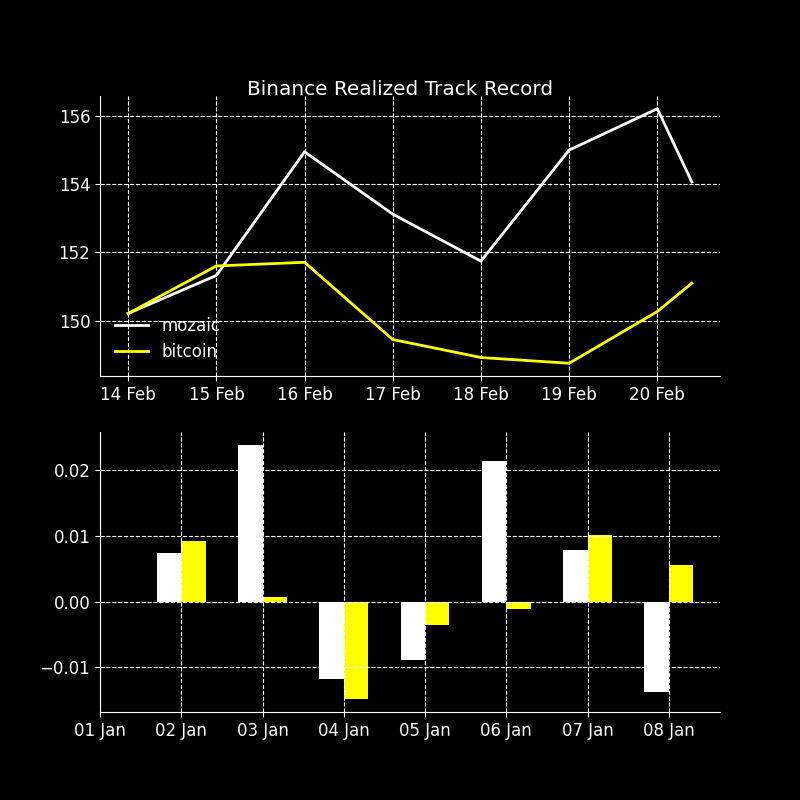 Binance Realized Track Record
156
154
152
150
mozaic
bitcoin
14 Feb 15 Feb 16 Feb 17 Feb 18 Feb 19 Feb 20 Feb
0.02
0.01
0.00
−0.01
01 Jan 02 Jan 03 Jan 04 Jan 05 Jan 06 Jan 07 Jan 08 Jan